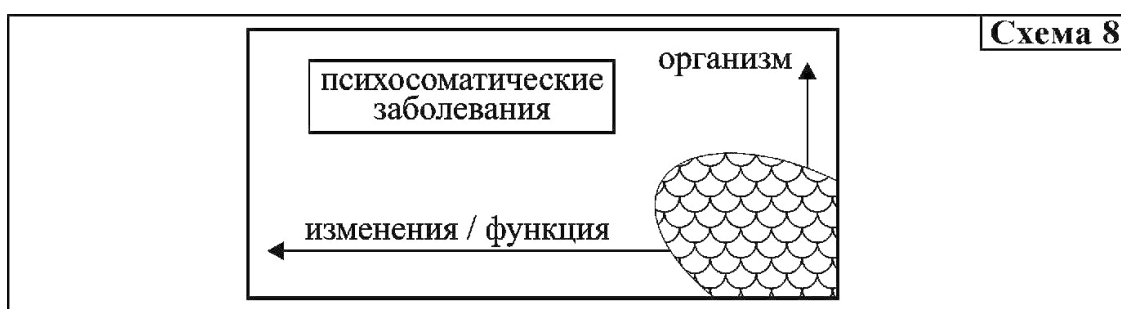 Схема 8
организм
психосоматические
заболевания
изменения / функция